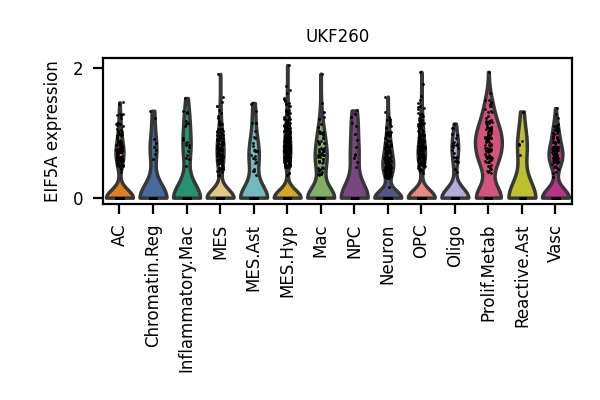 UKF260
EIF5A expression
2
0
AC
Chromatin.Reg
Inflammatory.Mac
MES
MES.Ast
MES.Hyp
Mac
NPC
Neuron
OPC
Oligo
Prolif.Metab
Reactive.Ast
Vasc